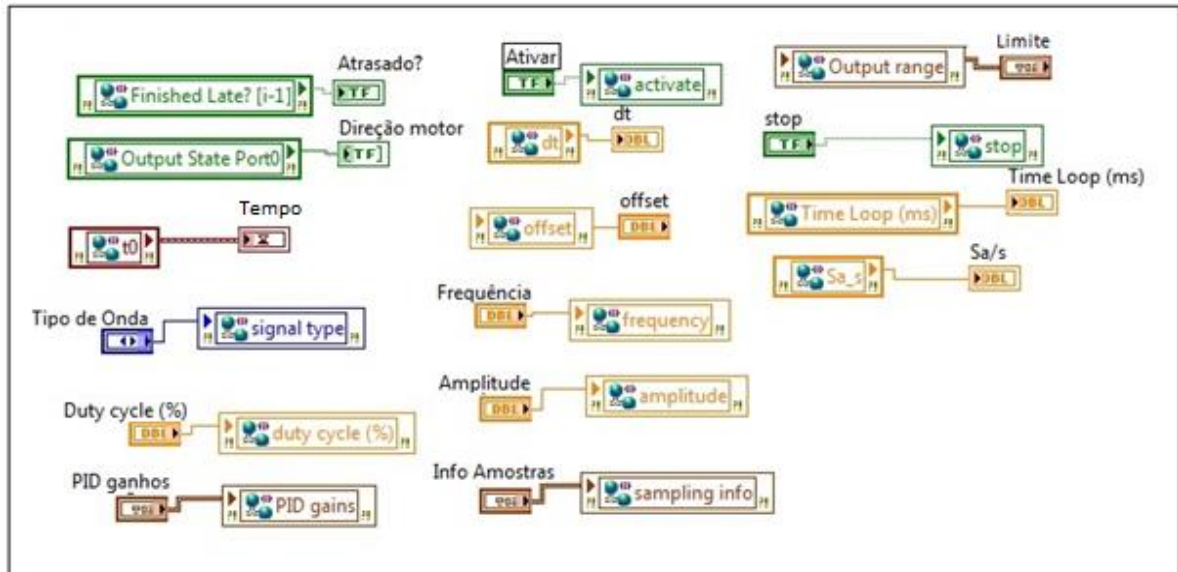 Atrasado?
Finished Late? [i-1]
TF
Direção motor
Output State Port0
TF]
Tempo
t0
Tipo de Onda
signal type
Duty cycle (%)
DBL
duty cycle (%)
PID ganhos
PID gains
Ativar
TF
activate
dt
dt
DBL
offset
offset
DBL
Frequência
DBL
frequency
Amplitude
DBL
amplitude
Info Amostras
sampling info
Limite
Output range
stop
TF
stop
Time Loop (ms)
Time Loop (ms)
DBL
Sa/s
Sa_s
DBL